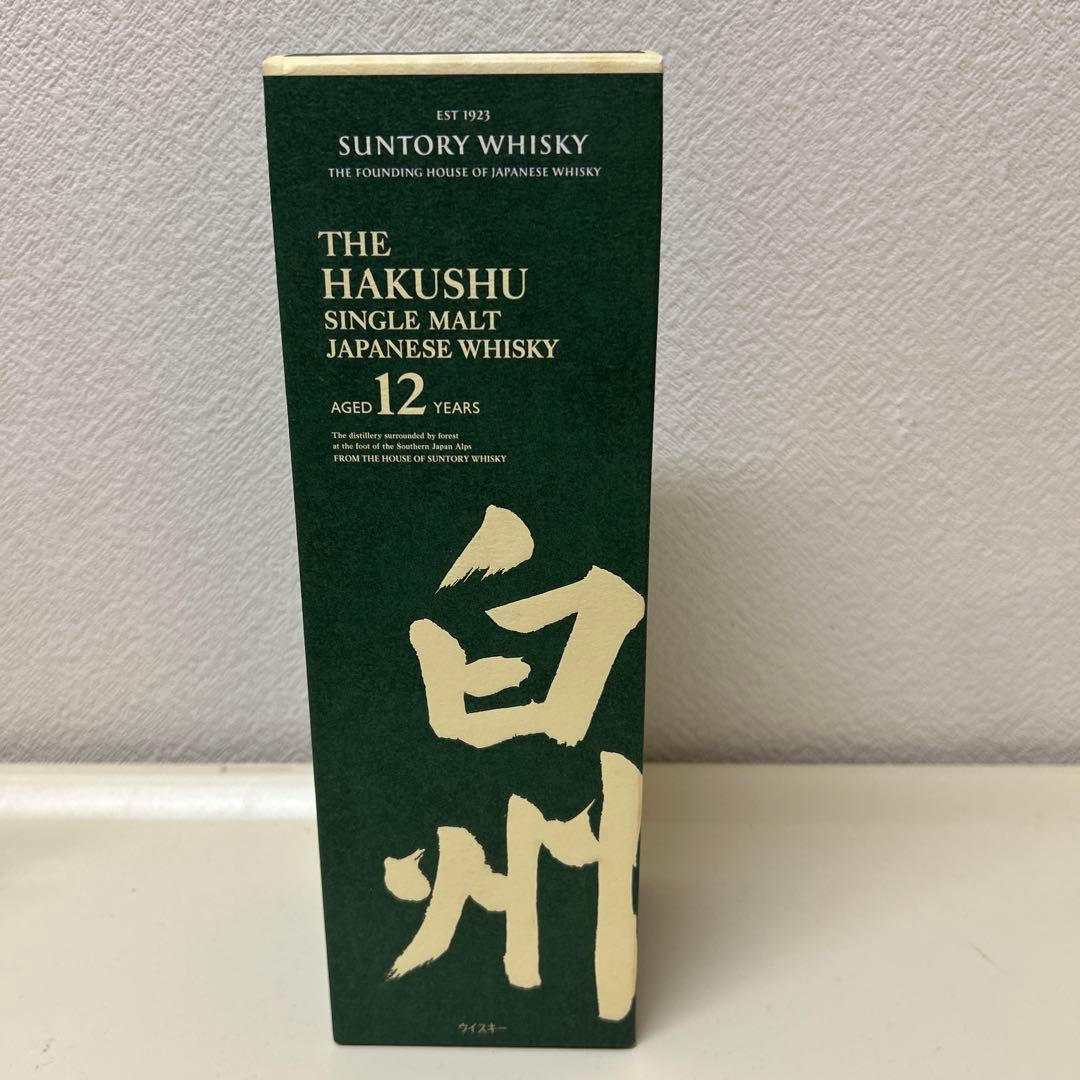 EST 1923
SUNTORY WHISKY
THE FOUNDING HOUSE OF JAPANESE WHISKY
THE
HAKUSHU
SINGLE MALT
JAPANESE WHISKY
AGED 12 YEARS
The distillery surrounded by forest
at the foot of the Southern Japan Alps
FROM THE HOUSE OF SUNTORY WHISKY
白
州
ウイスキー